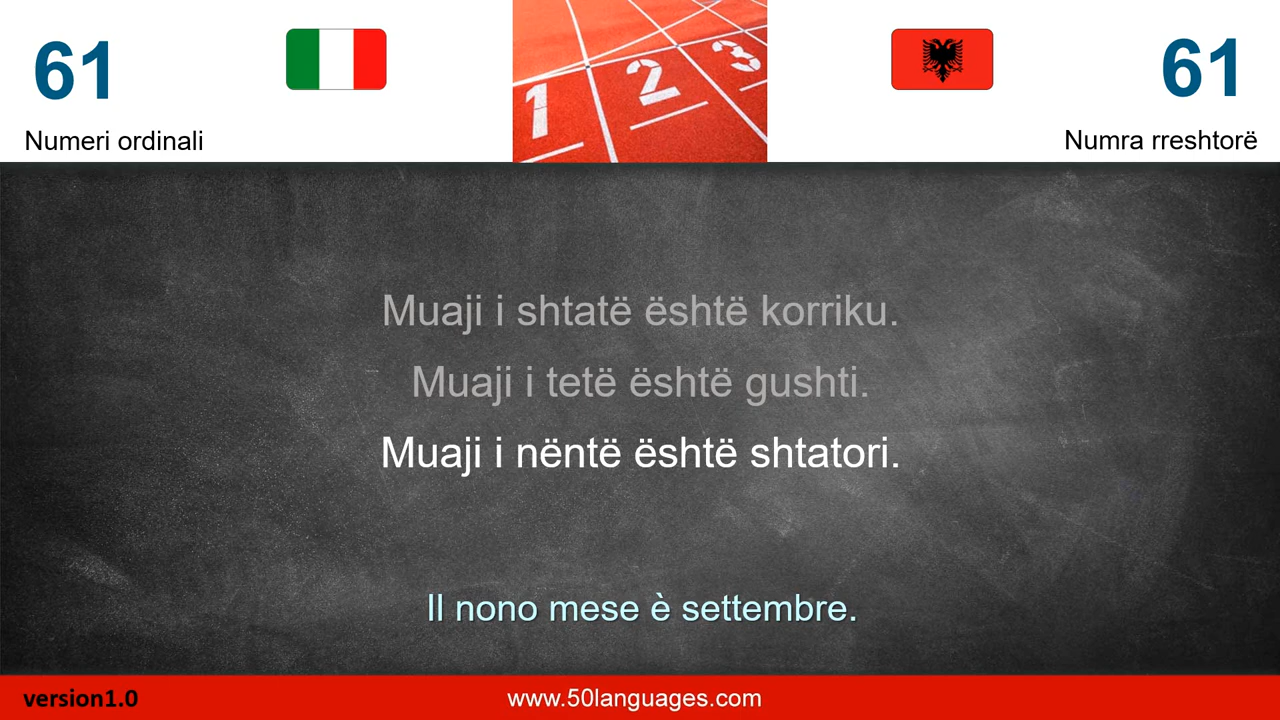 61
61
Numeri ordinali
Numra rreshtorë
1 2 3
Muaji i shtatë është korriku.
Muaji i tetë është gushti.
Muaji i nëntë është shtatori.
Il nono mese è settembre.
version1.0
www.50languages.com